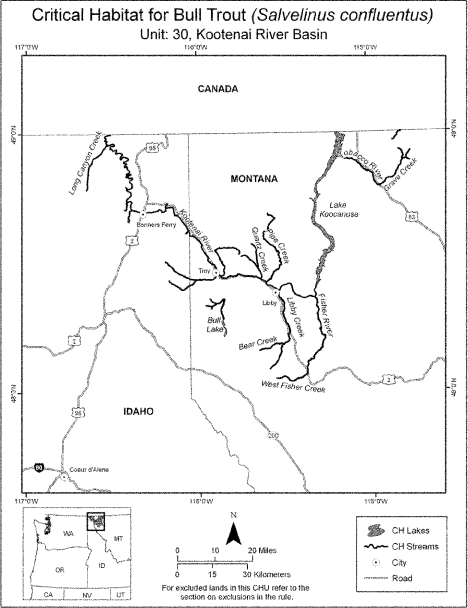 Critical Habitat for Bull Trout (Salvelinus confluentus)
Unit: 30, Kootenai River Basin
117°0'W
116°0'W
115°0'W
CANADA
49°0'N
49°0'N
Long Canyon Creek
95
Tobacco River
Grave Creek
MONTANA
Lake
Koocanusa
93
Kootenai River
Bonners Ferry
2
Quartz Creek
Pipe Creek
Troy
Libby
Bull
Lake
Libby Creek
Fisher River
Bear Creek
2
West Fisher Creek
2
48°0'N
48°0'N
IDAHO
95
200
90
Coeur d'Alene
117°0'W
116°0'W
115°0'W
WA
MT
OR
ID
CA
NV
UT
N
0 10 20 Miles
0 15 30 Kilometers
For excluded lands in this CHU refer to the
section on exclusions in the rule.
CH Lakes
CH Streams
City
Road